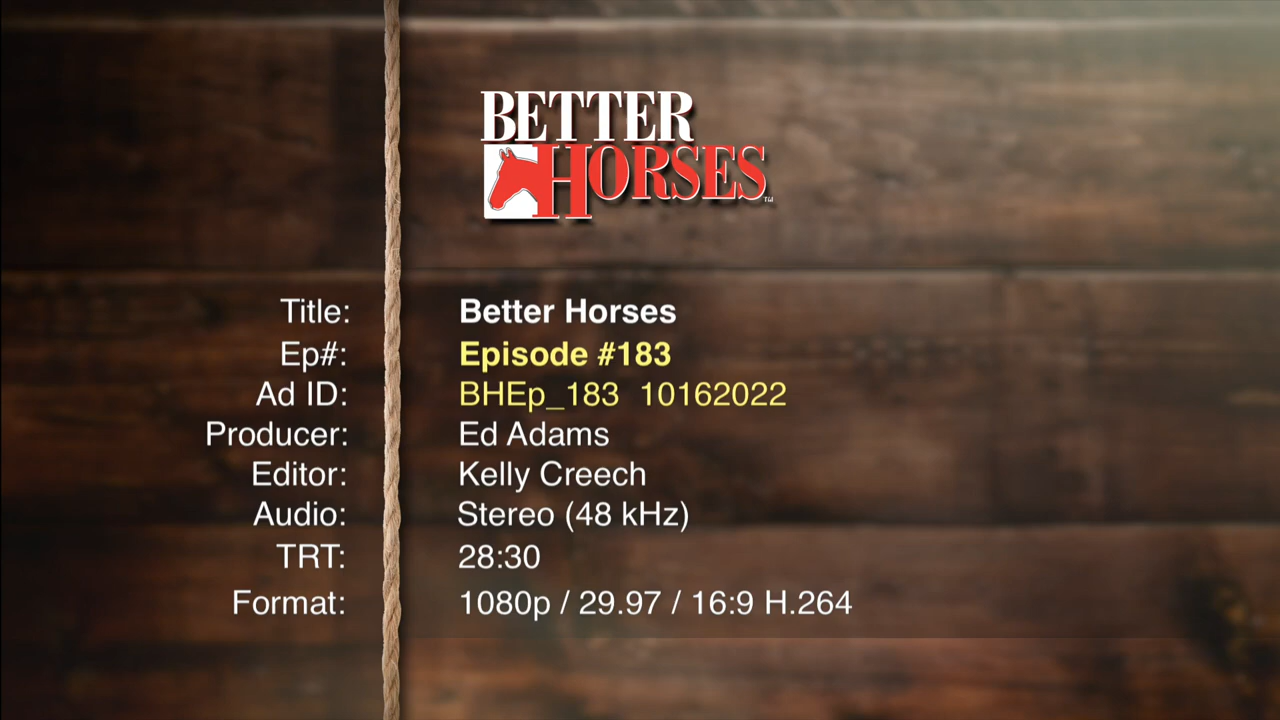 BETTER
HORSES™
Title: Better Horses
Ep#: Episode #183
Ad ID: BHEp_183 10162022
Producer: Ed Adams
Editor: Kelly Creech
Audio: Stereo (48 kHz)
TRT: 28:30
Format: 1080p / 29.97 / 16:9 H.264